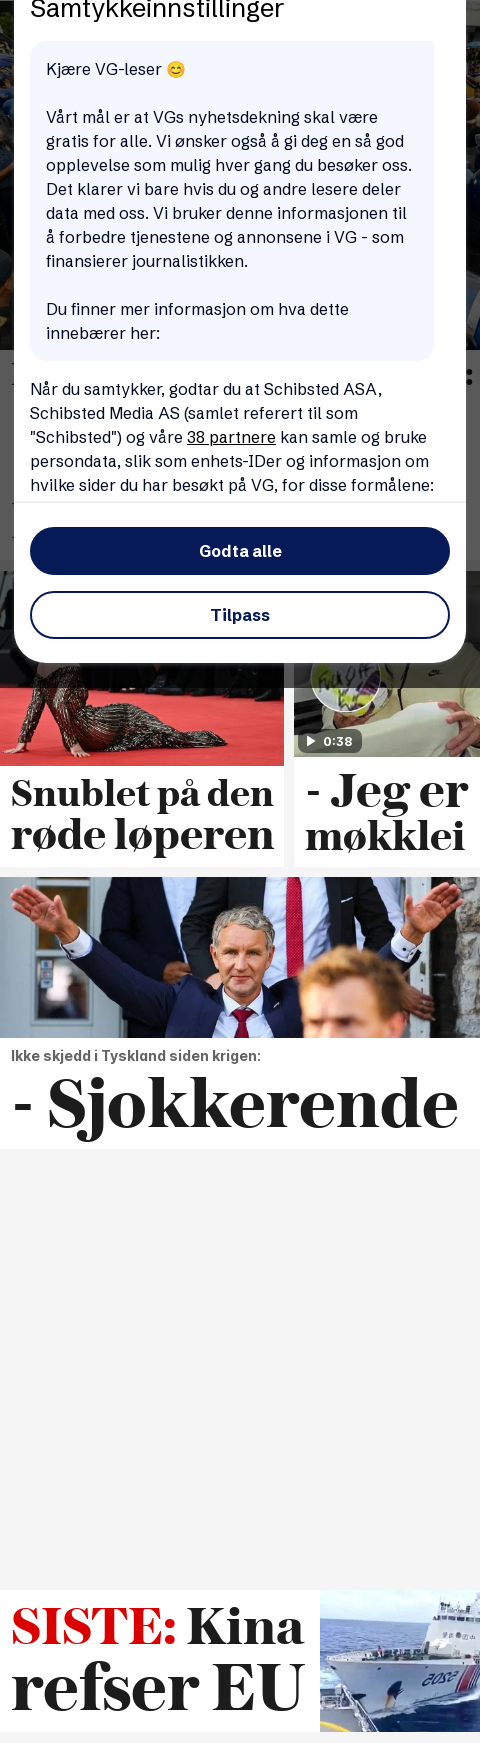 Samtykkeinnstillinger
Kjære VG-leser 😊
Vårt mål er at VGs nyhetsdekning skal være
gratis for alle. Vi ønsker også å gi deg en så god
opplevelse som mulig hver gang du besøker oss.
Det klarer vi bare hvis du og andre lesere deler
data med oss. Vi bruker denne informasjonen til
å forbedre tjenestene og annonsene i VG - som
finansierer journalistikken.
Du finner mer informasjon om hva dette
innebærer her:
Når du samtykker, godtar du at Schibsted ASA,
Schibsted Media AS (samlet referert til som
"Schibsted") og våre 38 partnere kan samle og bruke
persondata, slik som enhets-IDer og informasjon om
hvilke sider du har besøkt på VG, for disse formålene:
Godta alle
Tilpass
0:38
Snublet på den
røde løperen
- Jeg er
møkklei
Ikke skjedd i Tyskland siden krigen:
- Sjokkerende
SISTE: Kina
refser EU
5202